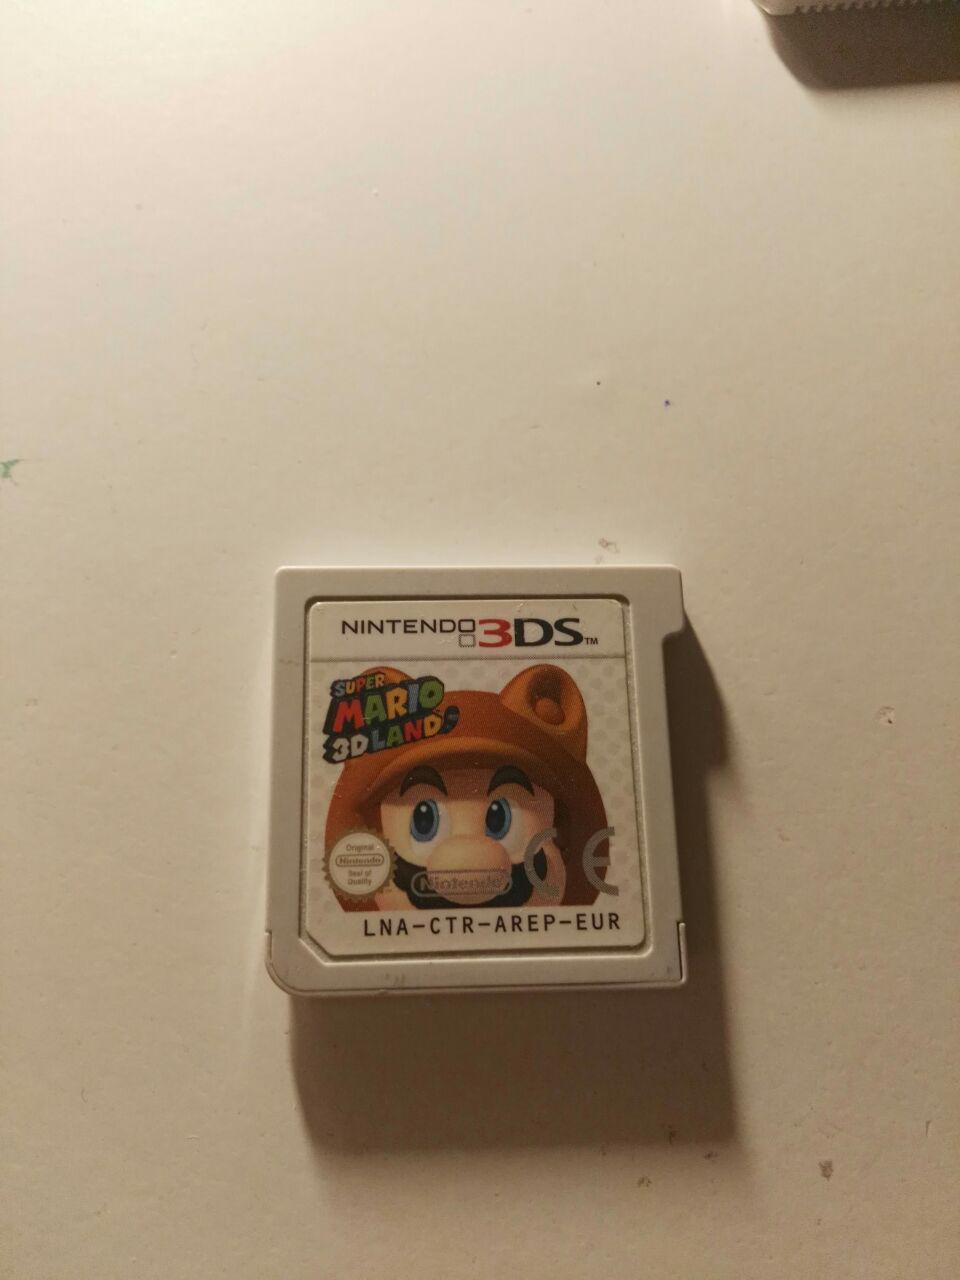 NINTENDO 3DS™
SUPER
MARIO
3D LAND
Original
Nintendo
Seal of
Quality
Nintendo
CE
LNA-CTR-AREP-EUR